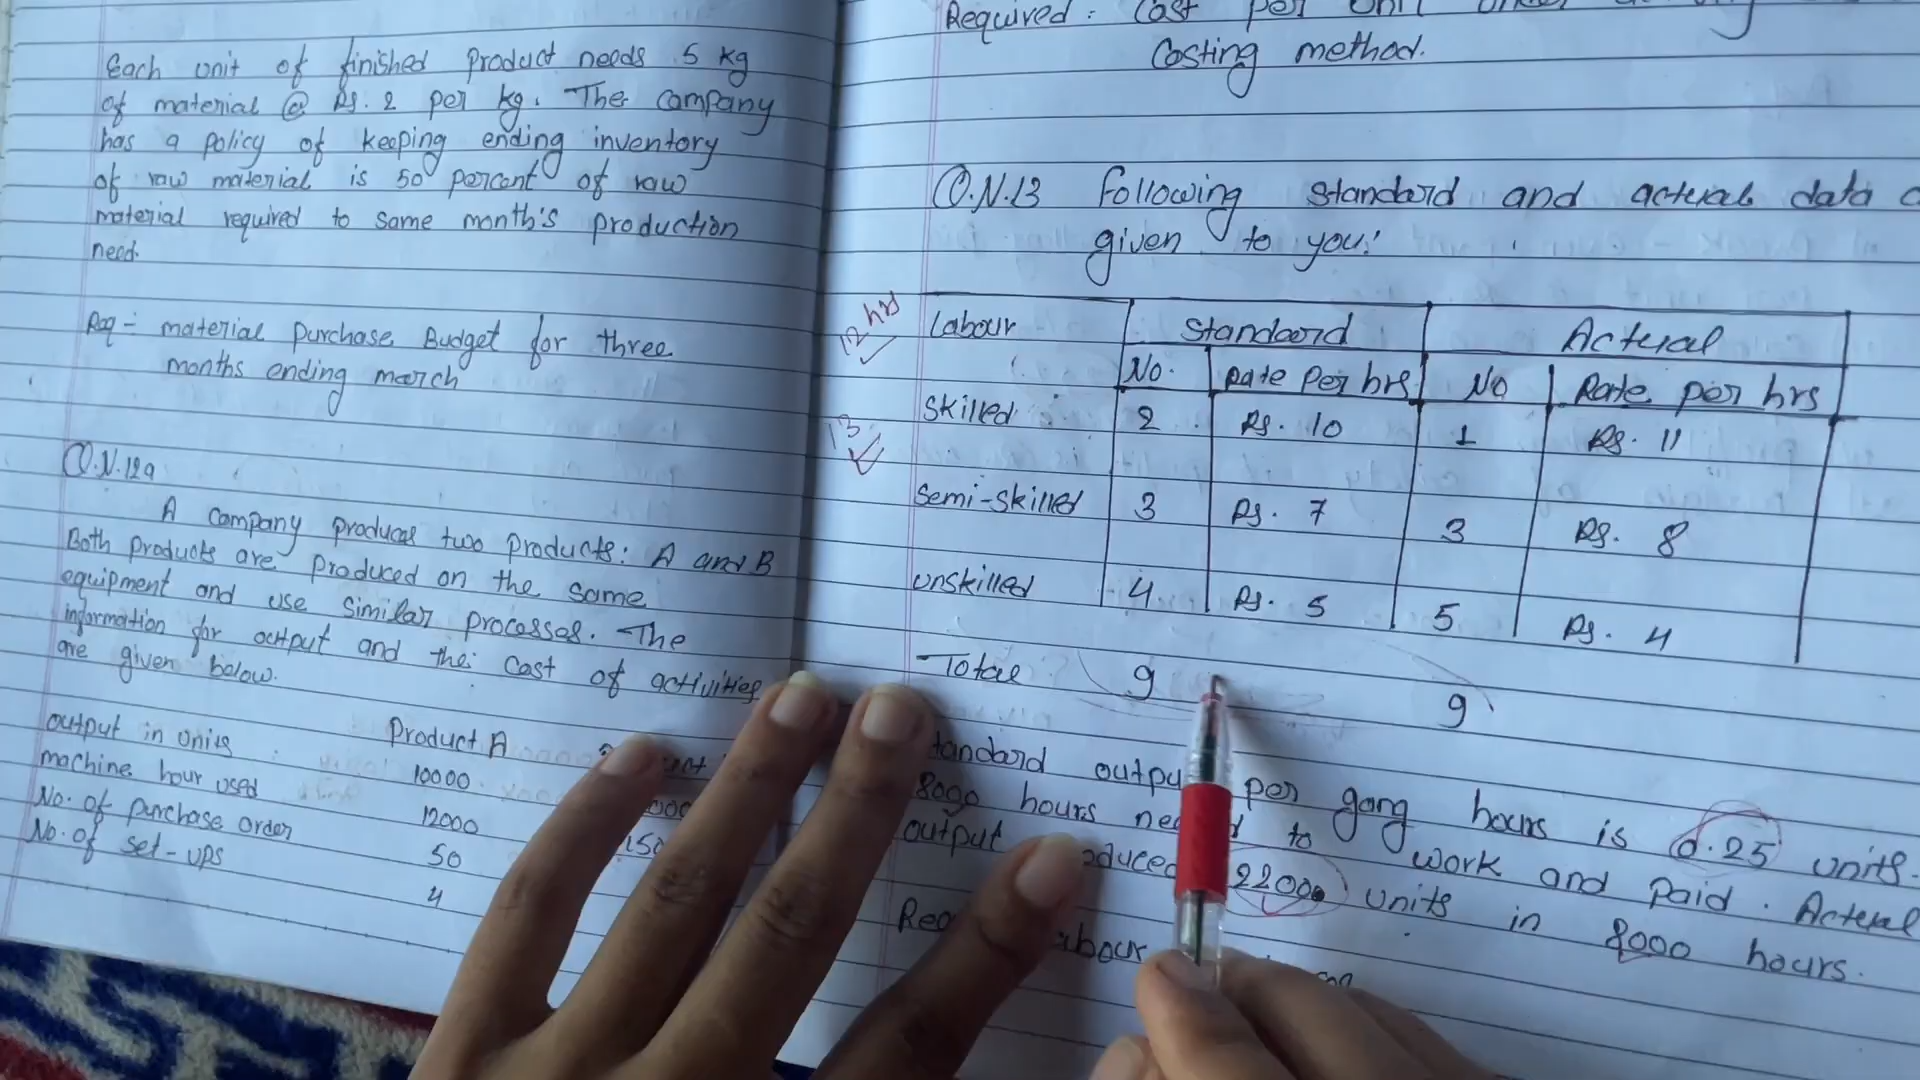 Each unit of finished product needs 5 kg
of material @ Rs. 2 per kg. The company
has a policy of keeping ending inventory
of raw material is 50 percent of raw
material required to same month's production
need.
Req - material purchase Budget for three
months ending march
Q.N.12a
A company produces two products: A and B
Both products are produced on the same
equipment and use similar processes. The
information for output and the cost of activities
are given below.
Product A
output in units 10000
machine hour used 12000
No. of purchase order 50 150
No. of set-ups 4
Required: Cost per unit under
Costing method.
Q.N.13 Following standard and actual data
given to you:
12 hrs
13
Labour Standard Actual
No. Rate Per hrs No Rate per hrs
Skilled 2 Rs. 10 1 Rs. 11
Semi-skilled 3 Rs. 7 3 Rs. 8
unskilled 4 Rs. 5 5 Rs. 4
Total 9 9
per gang hours is 0.25 units.
hours to work and paid. Actual
output 22000 units in 8000 hours.